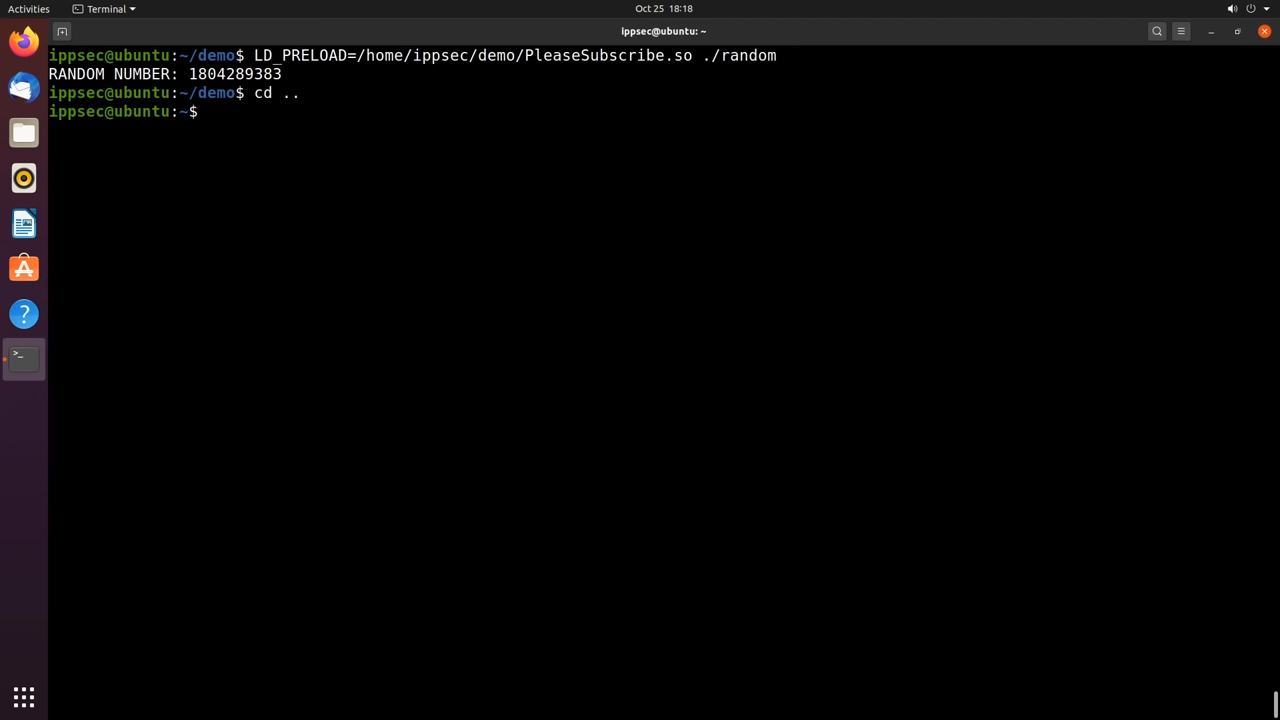 Activities
Terminal
Oct 25 18:18
ippsec@ubuntu: ~
ippsec@ubuntu:~/demo$ LD_PRELOAD=/home/ippsec/demo/PleaseSubscribe.so ./random
RANDOM NUMBER: 1804289383
ippsec@ubuntu:~/demo$ cd ..
ippsec@ubuntu:~$